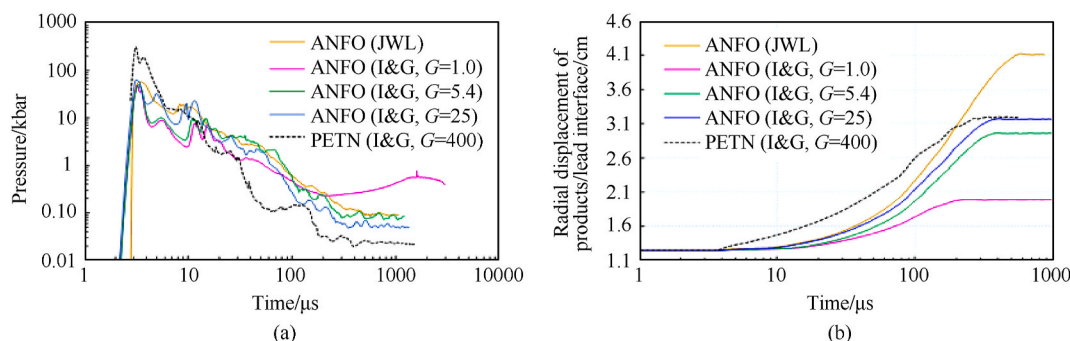 1000
100
10
1
0.10
0.01
Pressure/kbar
ANFO (JWL)
ANFO (I&G, G=1.0)
ANFO (I&G, G=5.4)
ANFO (I&G, G=25)
PETN (I&G, G=400)
1
10
100
1000
10000
Time/μs
(a)
4.6
4.1
3.6
3.1
2.6
2.1
1.6
1.1
Radial displacement of
products/lead interface/cm
ANFO (JWL)
ANFO (I&G, G=1.0)
ANFO (I&G, G=5.4)
ANFO (I&G, G=25)
PETN (I&G, G=400)
1
10
100
1000
Time/μs
(b)